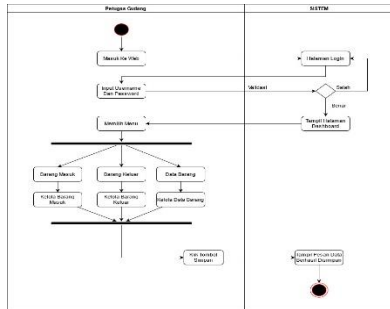 Petugas Gudang
SISTEM
Masuk Ke Web
Halaman Login
Input Username
Dan Password
Validasi
Salah
Benar
Memilih Menu
Tampil Halaman
Dashboard
Barang Masuk
Barang Keluar
Data Barang
Kelola Barang
Masuk
Kelola Barang
Keluar
Kelola Data Barang
Klik Tombol
Simpan
Tampil Pesan Data
Berhasil Disimpan